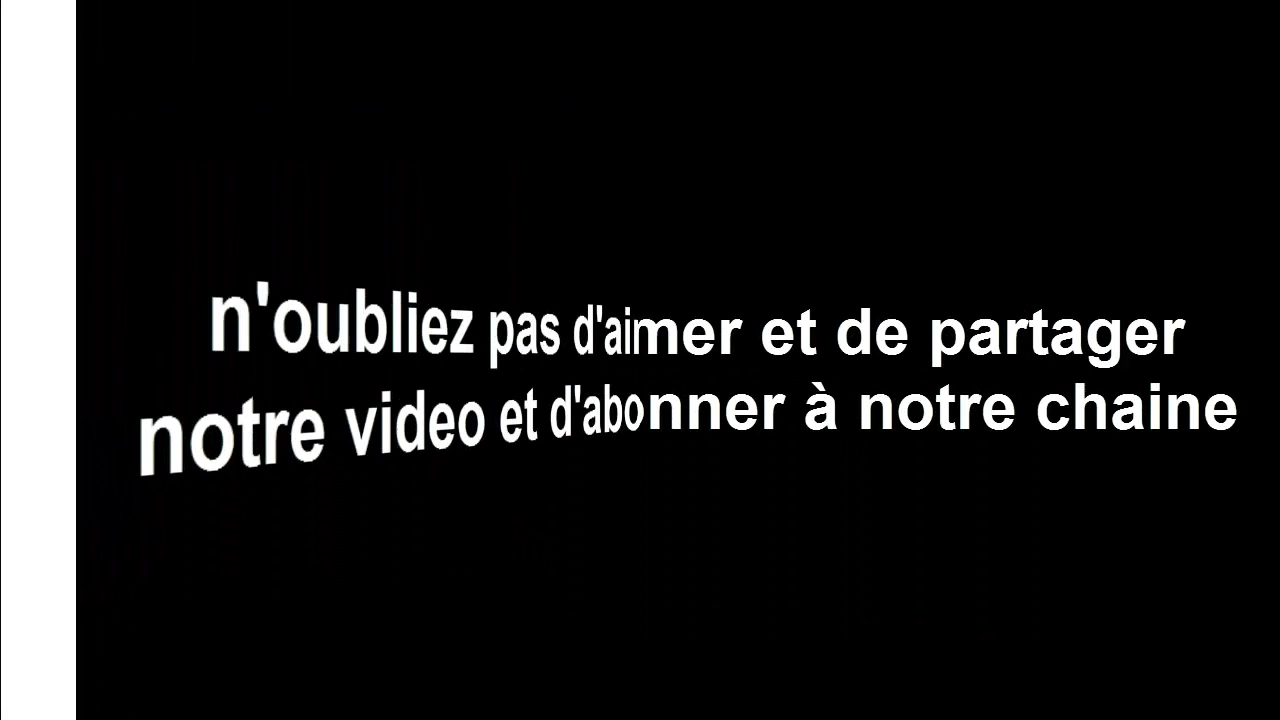 n'oubliez pas d'aimer et de partager
notre video et d'abonner à notre chaine